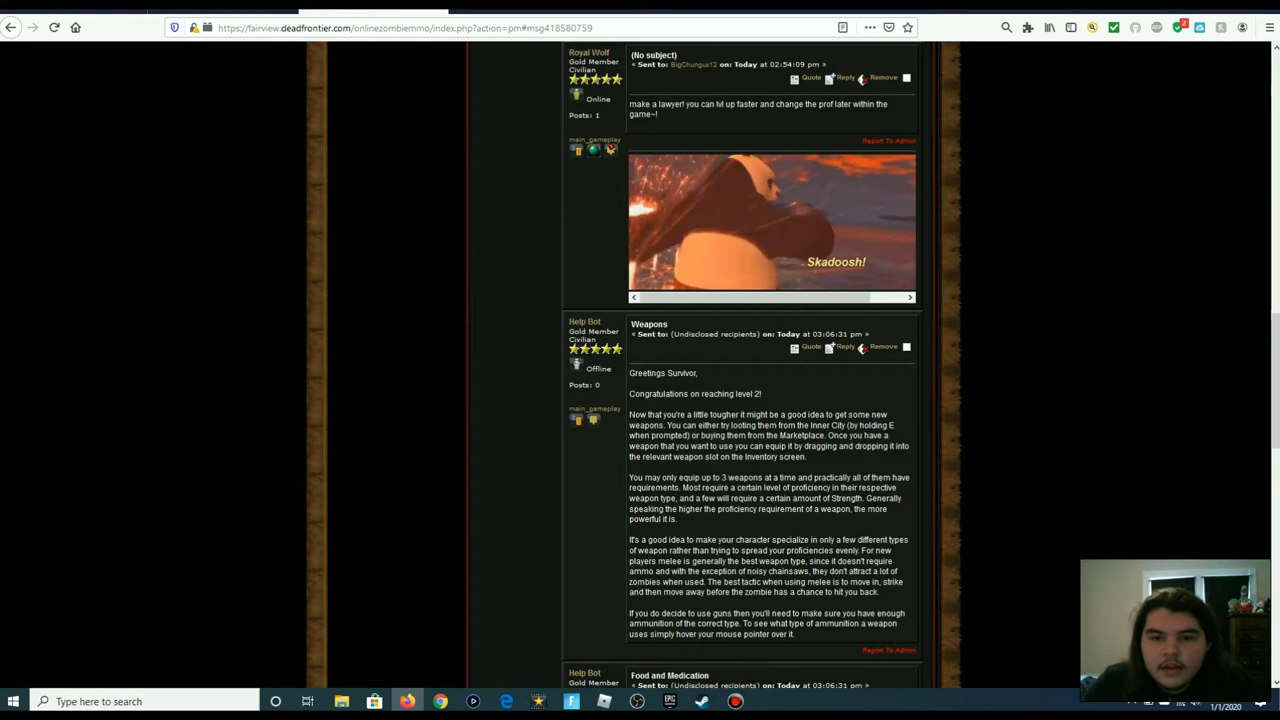 https://fairview.deadfrontier.com/onlinezombiemmo/index.php?action=pm#msg418580759
2
Royal Wolf
Gold Member
Civilian
Online
Posts: 1
main_gameplay
(No subject)
« Sent to: BigChungus12 on: Today at 02:54:09 pm »
Quote Reply Remove
make a lawyer! you can lvl up faster and change the prof later within the
game~!
Report To Admin
Skadoosh!
Help Bot
Gold Member
Civilian
Offline
Posts: 0
main_gameplay
Weapons
« Sent to: (Undisclosed recipients) on: Today at 03:06:31 pm »
Quote Reply Remove
Greetings Survivor,
Congratulations on reaching level 2!
Now that you're a little tougher it might be a good idea to get some new
weapons. You can either try looting them from the Inner City (by holding E
when prompted) or buying them from the Marketplace. Once you have a
weapon that you want to use you can equip it by dragging and dropping it into
the relevant weapon slot on the Inventory screen.
You may only equip up to 3 weapons at a time and practically all of them have
requirements. Most require a certain level of proficiency in their respective
weapon type, and a few will require a certain amount of Strength. Generally
speaking the higher the proficiency requirement of a weapon, the more
powerful it is.
It's a good idea to make your character specialize in only a few different types
of weapon rather than trying to spread your proficiencies evenly. For new
players melee is generally the best weapon type, since it doesn't require
ammo and with the exception of noisy chainsaws, they don't attract a lot of
zombies when used. The best tactic when using melee is to move in, strike
and then move away before the zombie has a chance to hit you back.
If you do decide to use guns then you'll need to make sure you have enough
ammunition of the correct type. To see what type of ammunition a weapon
uses simply hover your mouse pointer over it.
Report To Admin
Help Bot
Gold Member
Food and Medication
« Sent to: (Undisclosed recipients) on: Today at 03:06:31 pm »
Type here to search
EPIC
1/1/2020